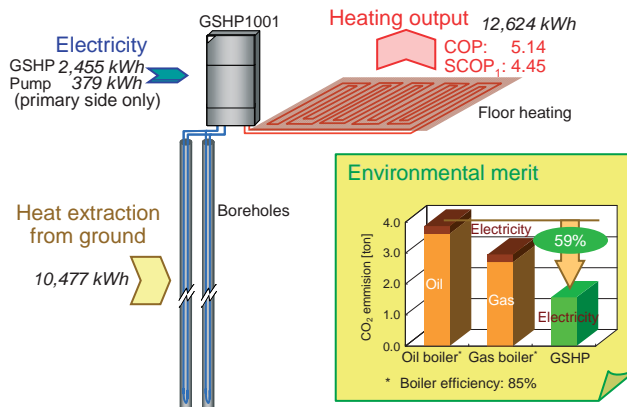 GSHP1001
Electricity
GSHP 2,455 kWh
Pump 379 kWh
(primary side only)
Heating output
12,624 kWh
COP: 5.14
SCOP1: 4.45
Floor heating
Boreholes
Heat extraction
from ground
10,477 kWh
Environmental merit
CO2 emmision [ton]
4.0
3.0
2.0
1.0
0.0
Electricity
59%
Oil
Gas
Electricity
Oil boiler* Gas boiler* GSHP
* Boiler efficiency: 85%